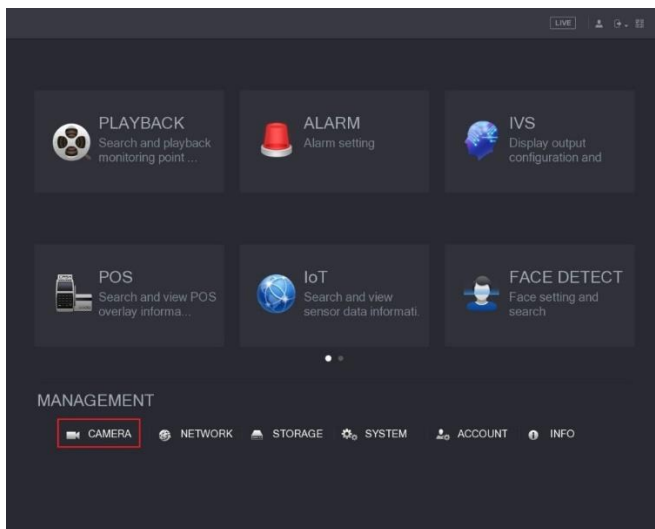 LIVE
PLAYBACK
Search and playback
monitoring point ...
ALARM
Alarm setting
IVS
Display output
configuration and
POS
Search and view POS
overlay informa...
IoT
Search and view
sensor data informati.
FACE DETECT
Face setting and
search
MANAGEMENT
CAMERA NETWORK STORAGE SYSTEM ACCOUNT INFO